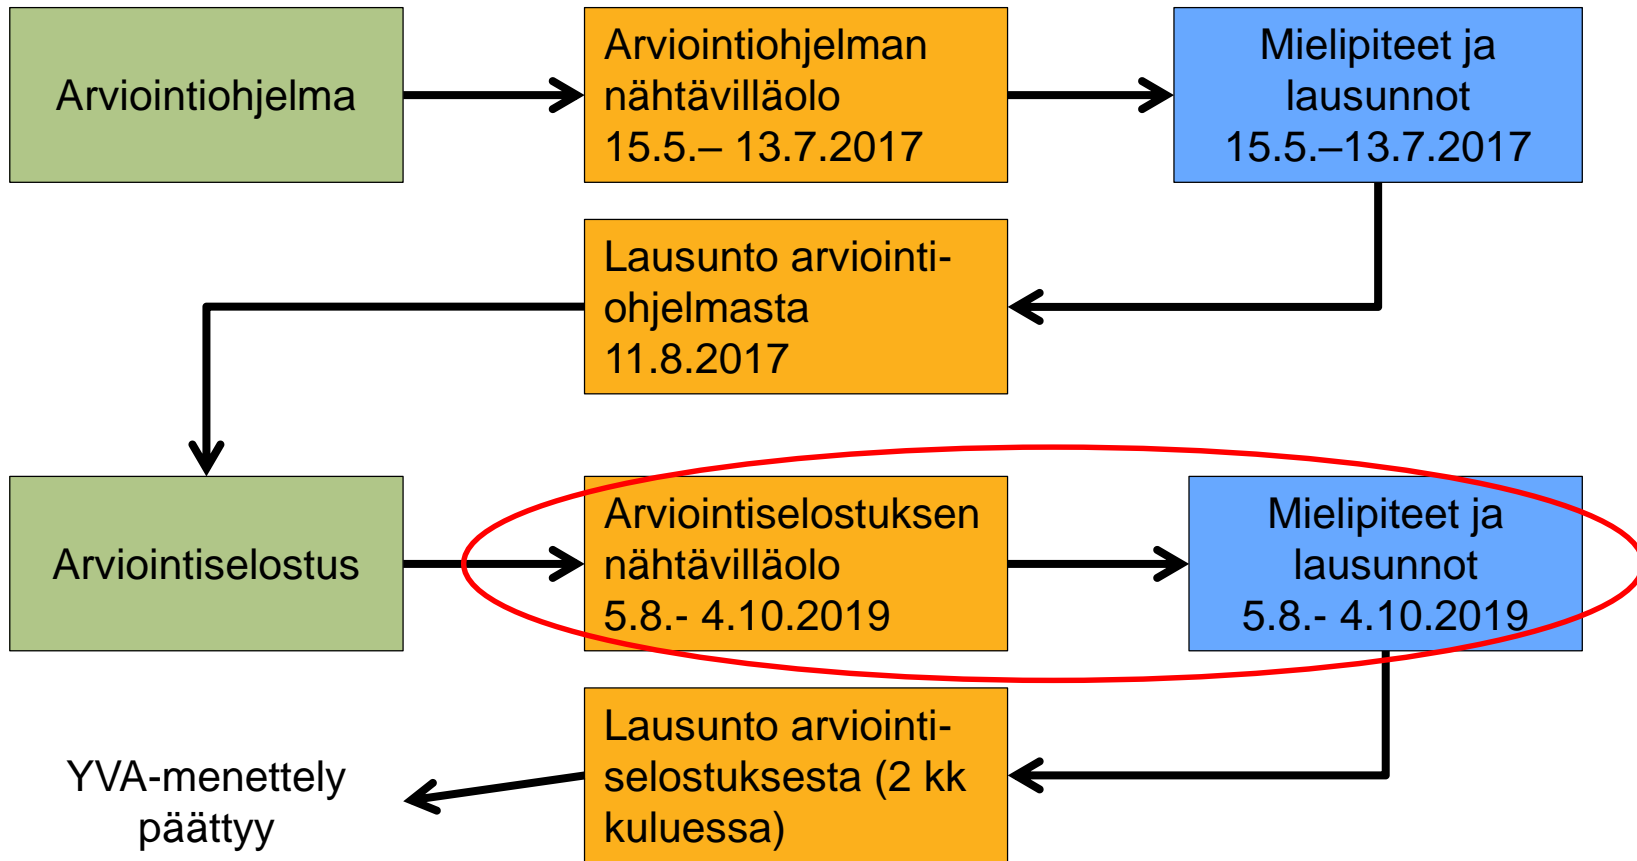 Arviointiohjelma
Arviointiohjelman
nähtävilläolo
15.5.– 13.7.2017
Mielipiteet ja
lausunnot
15.5.–13.7.2017
Lausunto arviointi-
ohjelmasta
11.8.2017
Arviointiselostus
Arviointiselostuksen
nähtävilläolo
5.8.- 4.10.2019
Mielipiteet ja
lausunnot
5.8.- 4.10.2019
Lausunto arviointi-
selostuksesta (2 kk
kuluessa)
YVA-menettely
päättyy